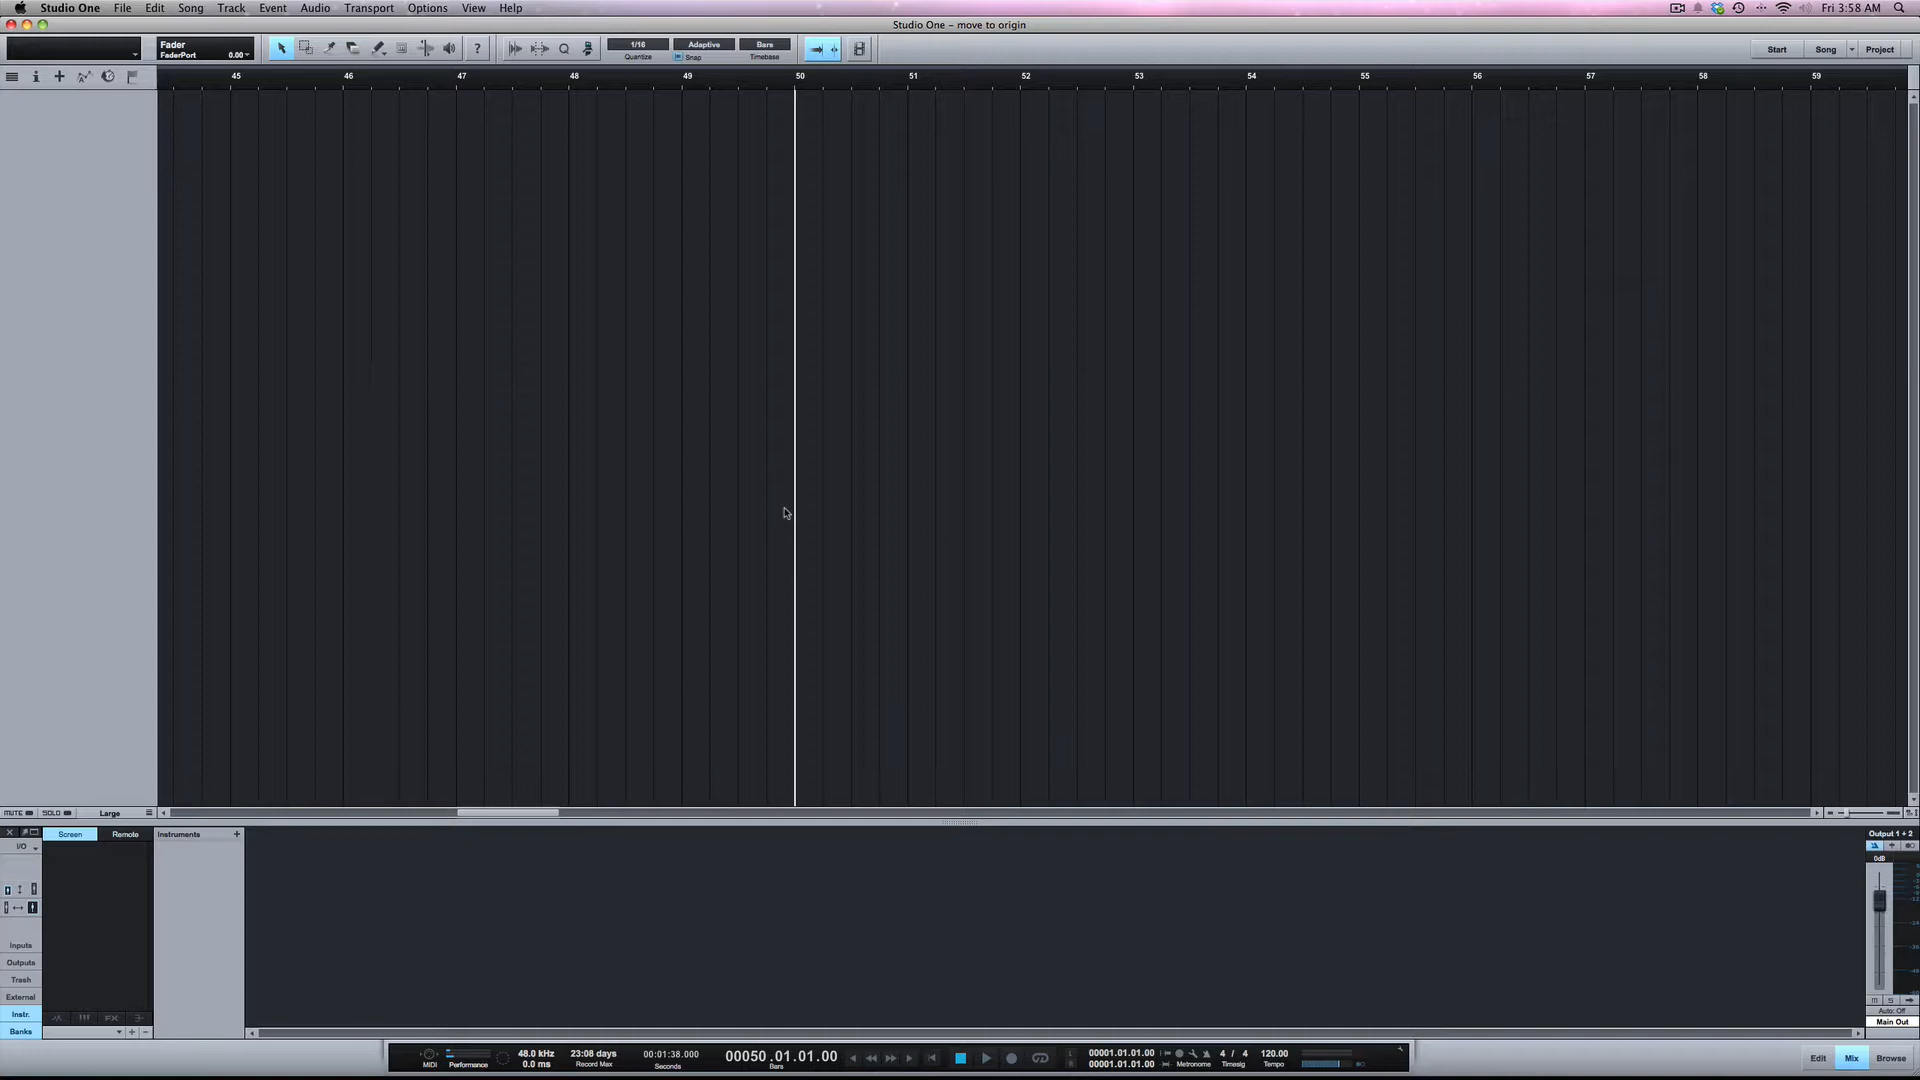 Studio One File Edit Song Track Event Audio Transport Options View Help Fri 3:58 AM
Studio One – move to origin
Fader
FaderPort 0.00
1/16
Quantize
Adaptive
Snap
Bars
Timebase
?
Start Song Project
45 46 47 48 49 50 51 52 53 54 55 56 57 58 59
MUTE SOLO Large
Screen Remote Instruments + Output 1 + 2
I/O
0dB
Inputs
Outputs
Trash
External
Instr.
Banks
FX
M S
Auto: Off
Main Out
MIDI
Performance
48.0 kHz
0.0 ms
23:08 days
Record Max
00:01:38.000
Seconds
00050 .01.01.00
Bars
L 00001.01.01.00
R 00001.01.01.00
Metronome
4 / 4
Timesig
120.00
Tempo
Edit Mix Browse